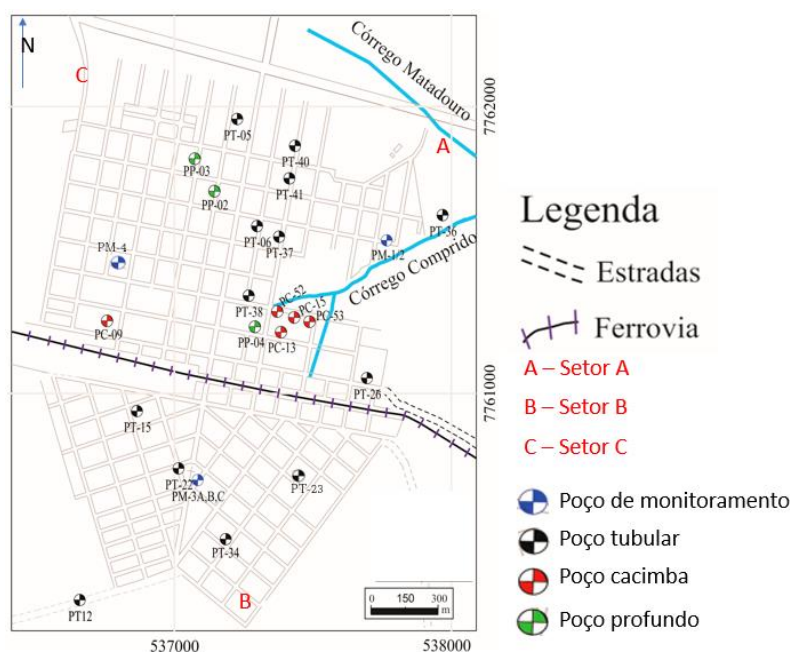 N
C
Córrego Matadouro
7762000
PT-05
A
PT-40
PP-03
PT-41
PP-02
PT-36
PT-06
PT-37
PM-1/2
PM-4
Córrego Comprido
PC-52
PT-38
PC-15
PC-53
PC-09
PP-04
PC-13
7761000
PT-26
PT-15
PT-22
PM-3A,B,C
PT-23
PT-34
B
PT12
0 150 300
m
537000
538000
Legenda
Estradas
Ferrovia
A – Setor A
B – Setor B
C – Setor C
Poço de monitoramento
Poço tubular
Poço cacimba
Poço profundo